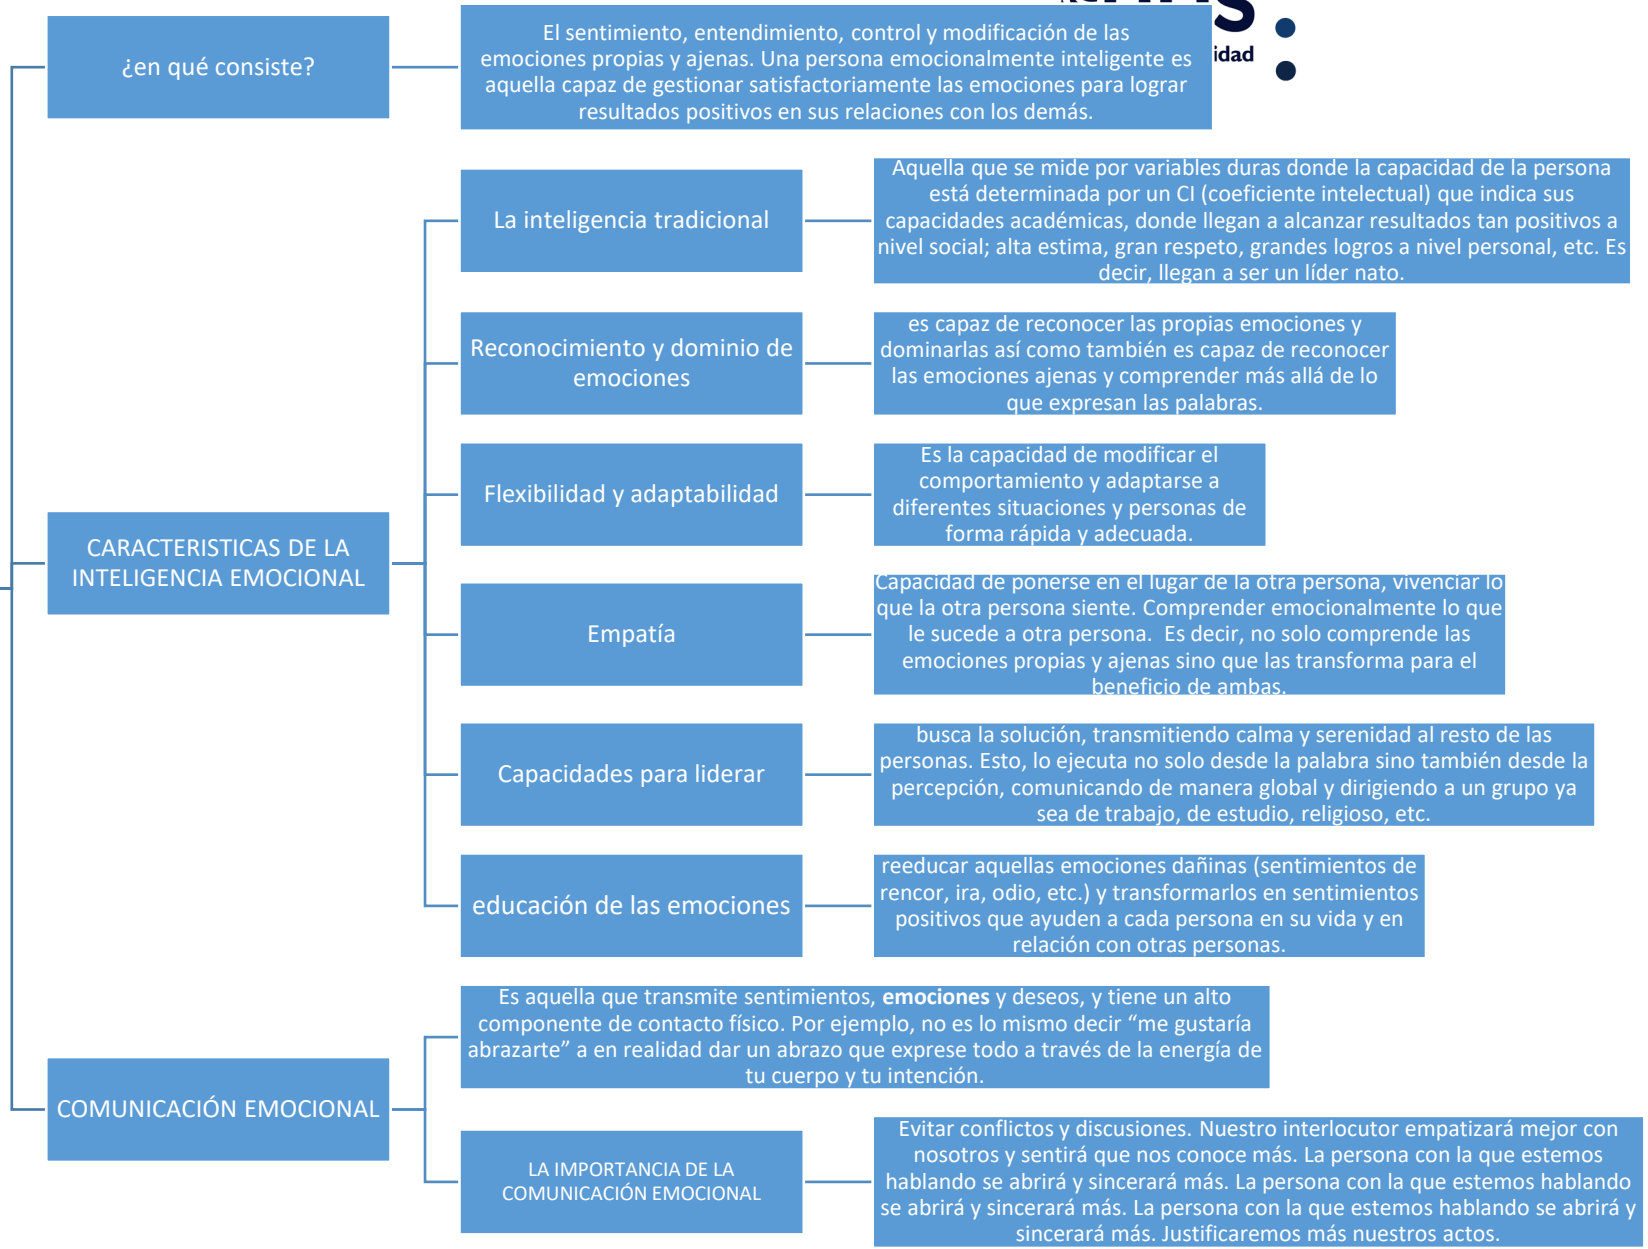 idad
¿en qué consiste?
El sentimiento, entendimiento, control y modificación de las
emociones propias y ajenas. Una persona emocionalmente inteligente es
aquella capaz de gestionar satisfactoriamente las emociones para lograr
resultados positivos en sus relaciones con los demás.
CARACTERISTICAS DE LA
INTELIGENCIA EMOCIONAL
La inteligencia tradicional
Aquella que se mide por variables duras donde la capacidad de la persona
está determinada por un CI (coeficiente intelectual) que indica sus
capacidades académicas, donde llegan a alcanzar resultados tan positivos a
nivel social; alta estima, gran respeto, grandes logros a nivel personal, etc. Es
decir, llegan a ser un líder nato.
Reconocimiento y dominio de
emociones
es capaz de reconocer las propias emociones y
dominarlas así como también es capaz de reconocer
las emociones ajenas y comprender más allá de lo
que expresan las palabras.
Flexibilidad y adaptabilidad
Es la capacidad de modificar el
comportamiento y adaptarse a
diferentes situaciones y personas de
forma rápida y adecuada.
Empatía
Capacidad de ponerse en el lugar de la otra persona, vivenciar lo
que la otra persona siente. Comprender emocionalmente lo que
le sucede a otra persona.  Es decir, no solo comprende las
emociones propias y ajenas sino que las transforma para el
beneficio de ambas.
Capacidades para liderar
busca la solución, transmitiendo calma y serenidad al resto de las
personas. Esto, lo ejecuta no solo desde la palabra sino también desde la
percepción, comunicando de manera global y dirigiendo a un grupo ya
sea de trabajo, de estudio, religioso, etc.
educación de las emociones
reeducar aquellas emociones dañinas (sentimientos de
rencor, ira, odio, etc.) y transformarlos en sentimientos
positivos que ayuden a cada persona en su vida y en
relación con otras personas.
COMUNICACIÓN EMOCIONAL
Es aquella que transmite sentimientos, emociones y deseos, y tiene un alto
componente de contacto físico. Por ejemplo, no es lo mismo decir “me gustaría
abrazarte” a en realidad dar un abrazo que exprese todo a través de la energía de
tu cuerpo y tu intención.
LA IMPORTANCIA DE LA
COMUNICACIÓN EMOCIONAL
Evitar conflictos y discusiones. Nuestro interlocutor empatizará mejor con
nosotros y sentirá que nos conoce más. La persona con la que estemos
hablando se abrirá y sincerará más. La persona con la que estemos hablando
se abrirá y sincerará más. La persona con la que estemos hablando se abrirá y
sincerará más. Justificaremos más nuestros actos.